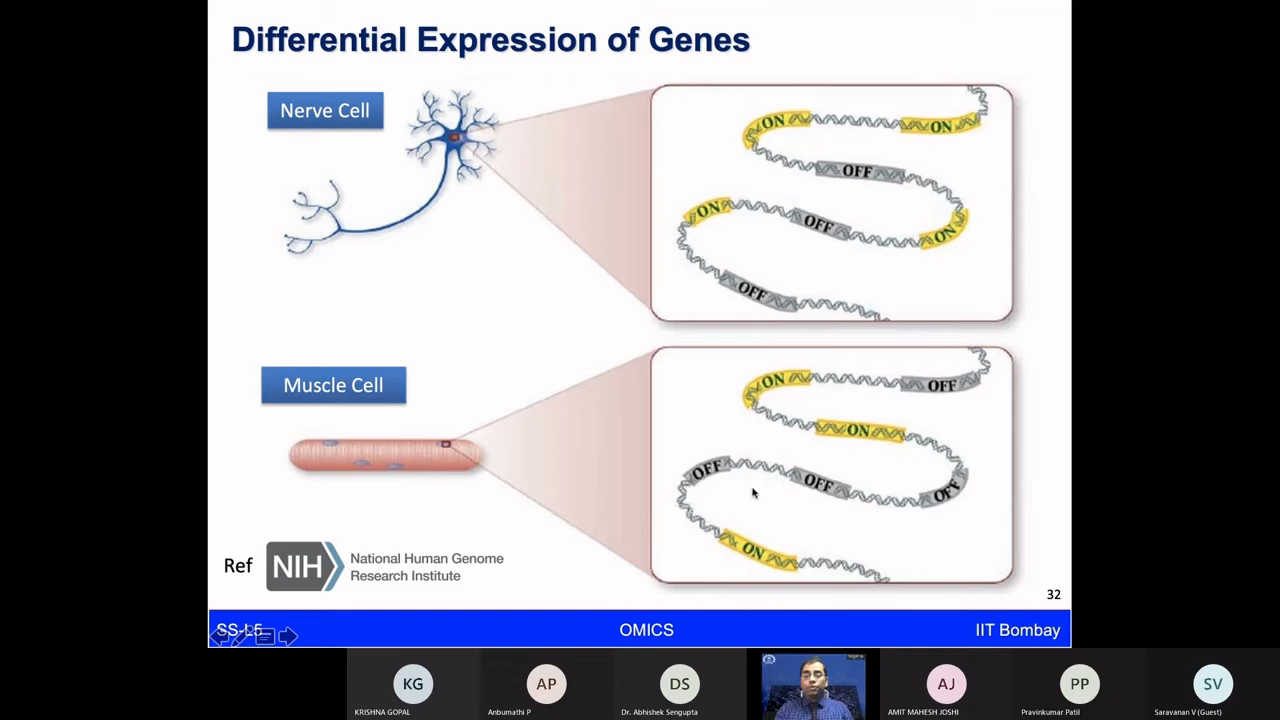 Differential Expression of Genes
Nerve Cell
ON
ON
OFF
ON
OFF
ON
OFF
Muscle Cell
ON
OFF
ON
OFF
OFF
OFF
ON
Ref
NIH
National Human Genome
Research Institute
32
SS-L5
OMICS
IIT Bombay
KG
AP
DS
AJ
PP
SV
KRISHNA GOPAL
Anbumathi P
Dr. Abhishek Sengupta
AMIT MAHESH JOSHI
Pravinkumar Patil
Saravanan V (Guest)